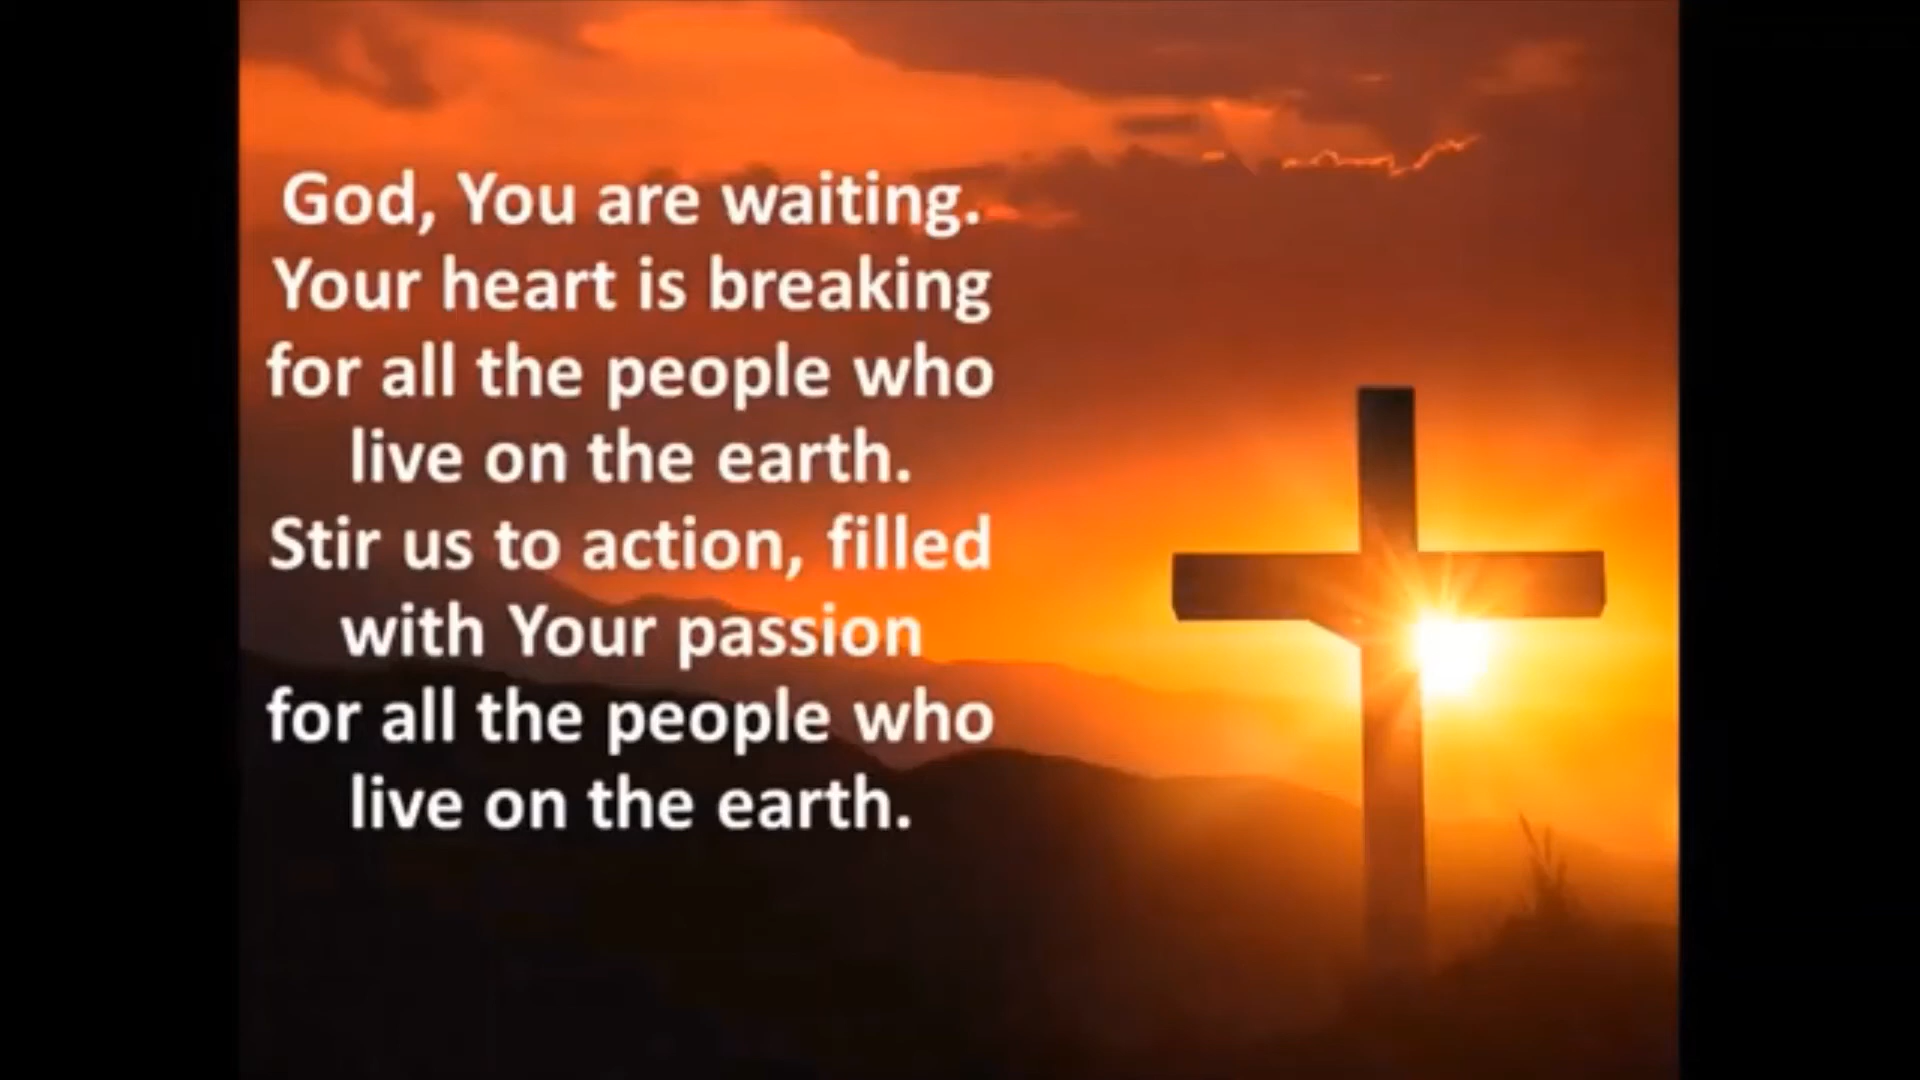 God, You are waiting.
Your heart is breaking
for all the people who
live on the earth.
Stir us to action, filled
with Your passion
for all the people who
live on the earth.